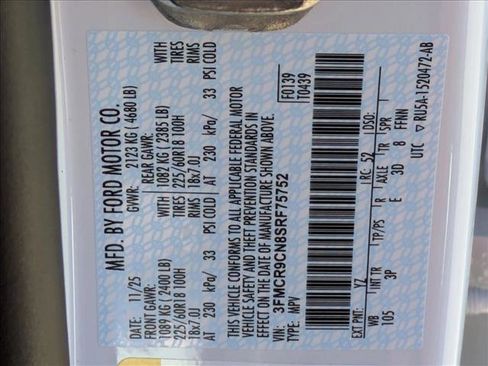 MFD. BY FORD MOTOR CO.
DATE: 11/25 GVWR: 2123 KG ( 4680 LB)
FRONT GAWR: REAR GAWR:
1089 KG ( 2400 LB) 1082 KG ( 2385 LB) WITH
225/60R18 100H 225/60R18 100H TIRES
18x7.0J 18x7.0J RIMS
AT 230 kPa/ 33 PSI COLD AT 230 kPa/ 33 PSI COLD
WITH
TIRES
RIMS
THIS VEHICLE CONFORMS TO ALL APPLICABLE FEDERAL MOTOR
VEHICLE SAFETY AND THEFT PREVENTION STANDARDS IN
EFFECT ON THE DATE OF MANUFACTURE SHOWN ABOVE.
F0139
T0439
VIN: 3FMCR9CN8SRF75752
TYPE: MPV
EXT PNT: YZ RC: 52 DSO:
WB INT TR TP/PS R AXLE TR SPR
105 3P E 3D 8 FFNN
UTC RU5A-1520472-AB